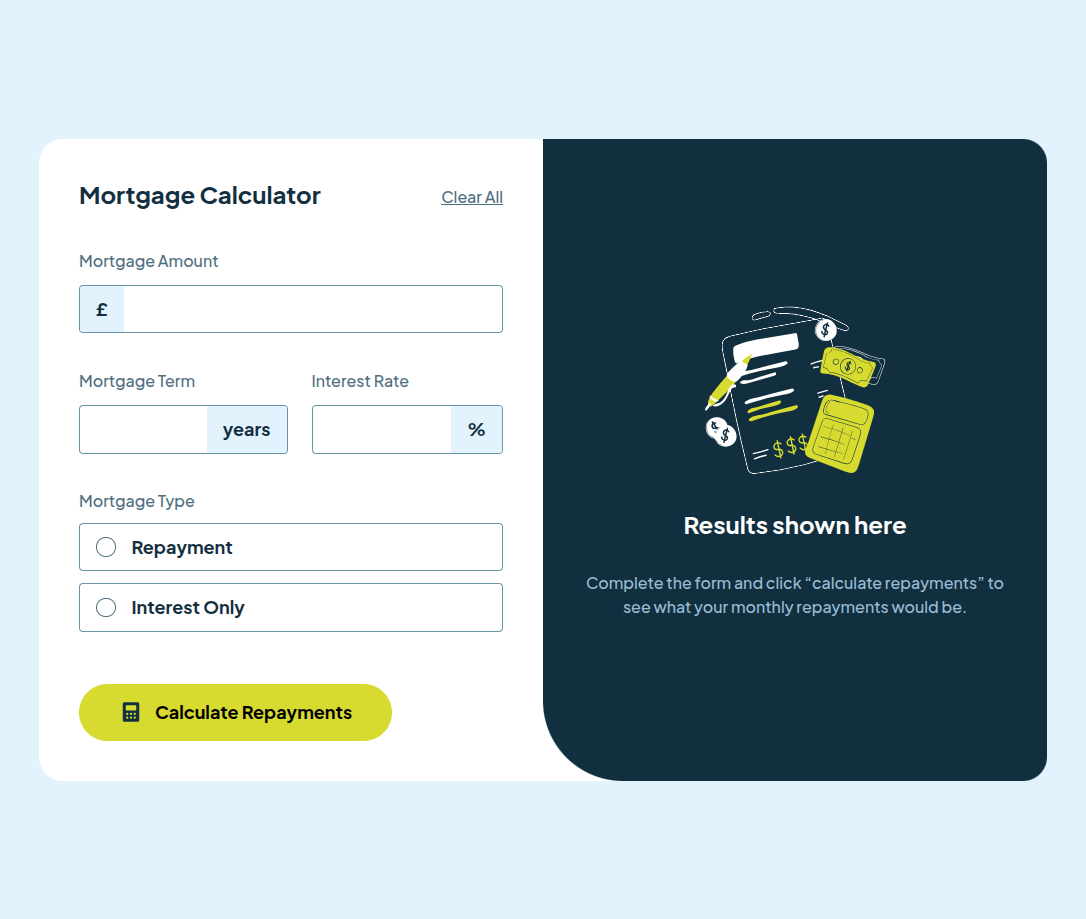 Mortgage Calculator
Clear All
Mortgage Amount
£
Mortgage Term
Interest Rate
years
%
Mortgage Type
Repayment
Interest Only
Calculate Repayments
$
$
$ $
$$$
Results shown here
Complete the form and click “calculate repayments” to
see what your monthly repayments would be.